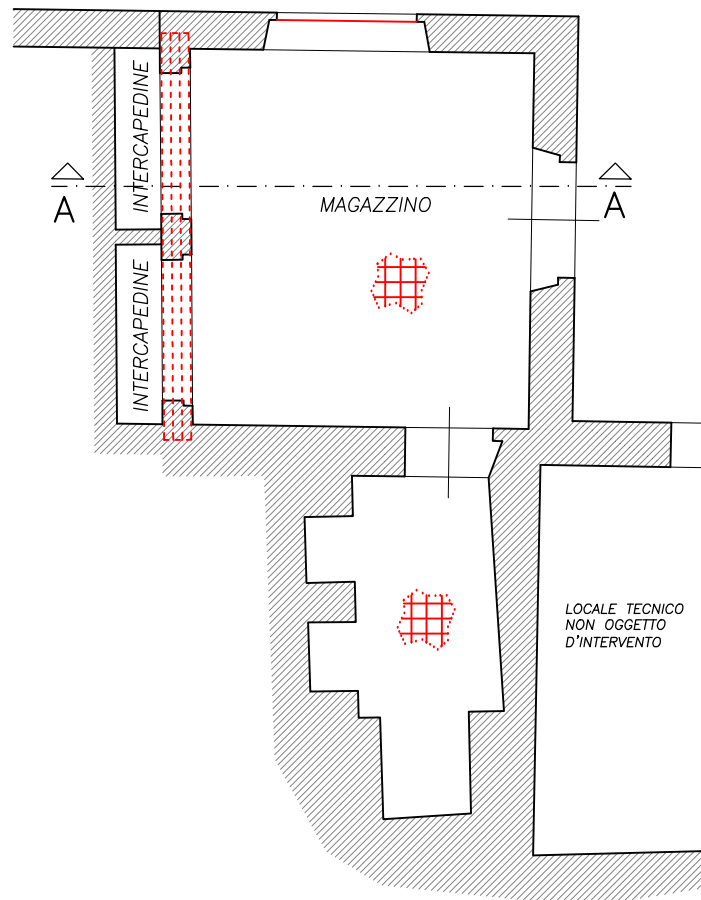 INTERCAPEDINE
A
MAGAZZINO
A
INTERCAPEDINE
LOCALE TECNICO
NON OGGETTO
D'INTERVENTO